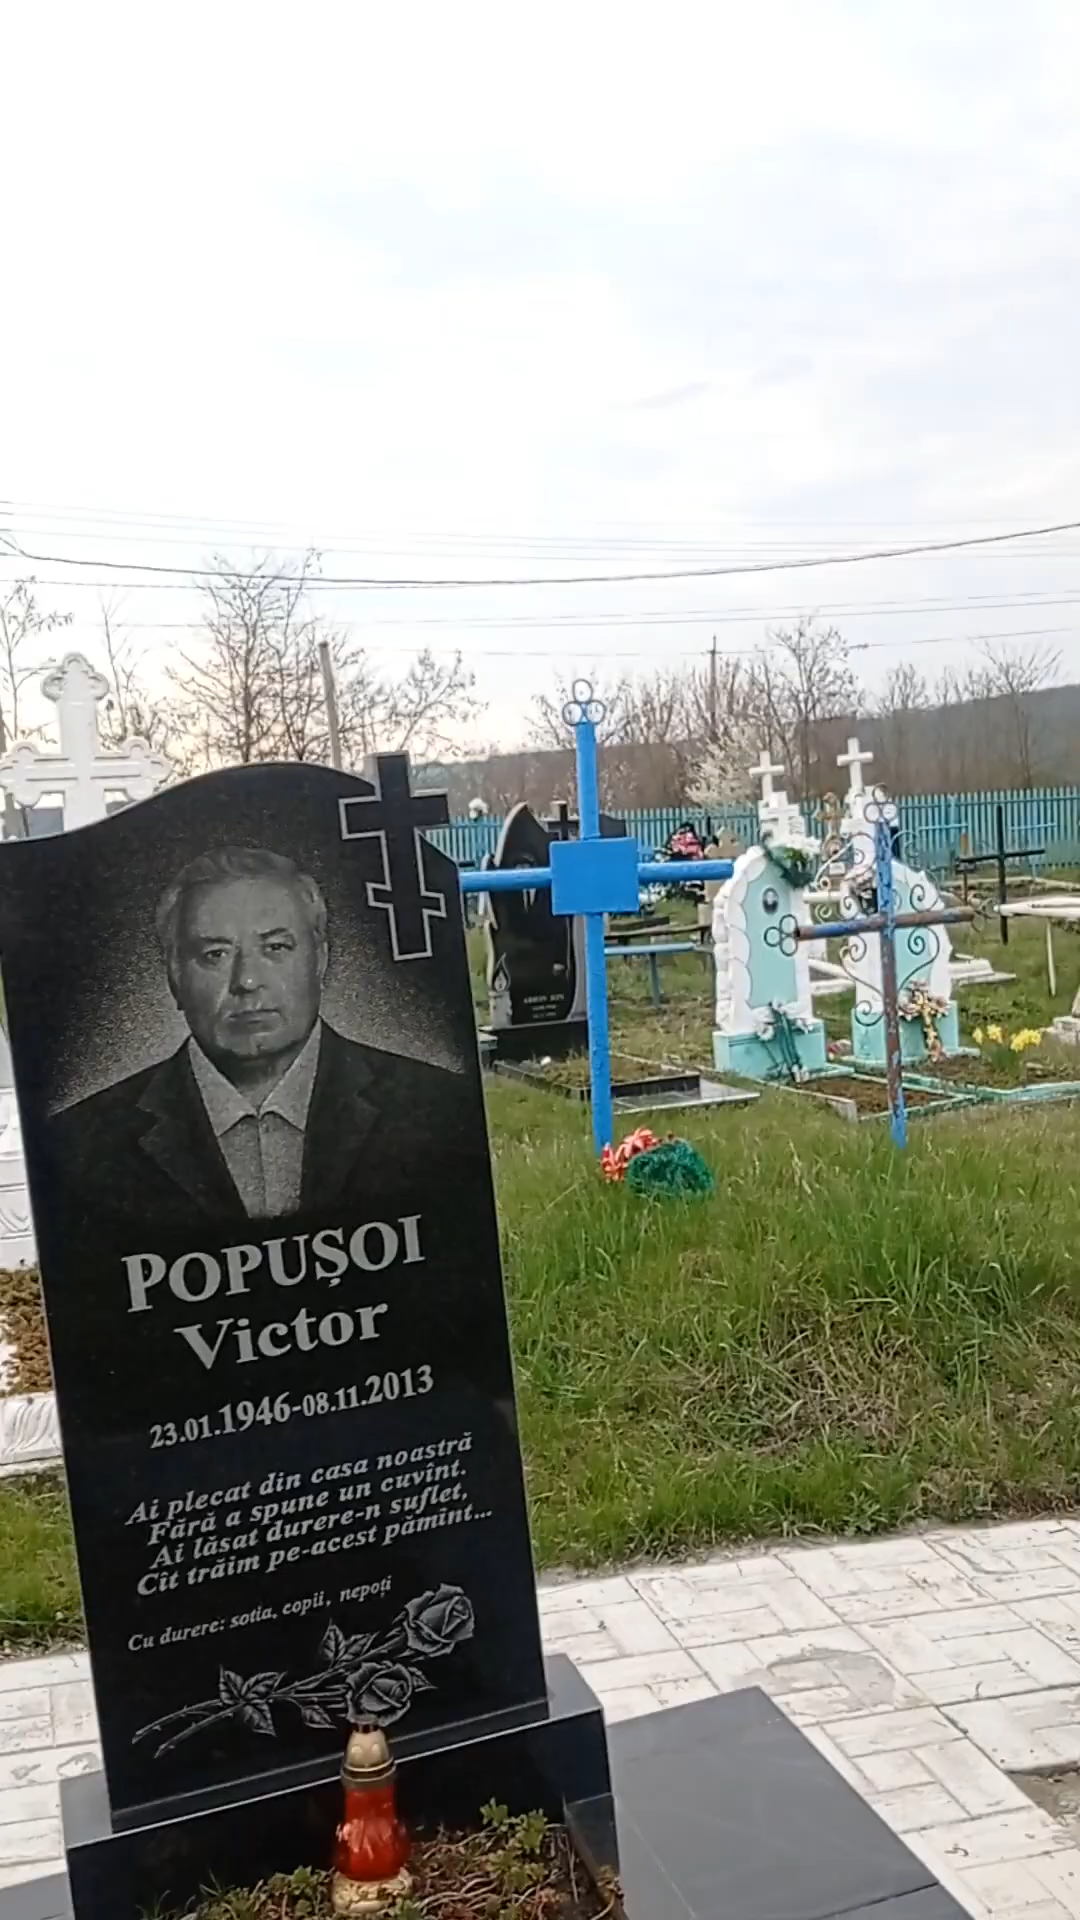 POPUȘOI
Victor
23.01.1946-08.11.2013
Ai plecat din casa noastră
Fără a spune un cuvînt.
Ai lăsat durere-n suflet,
Cît trăim pe-acest pămînt...
Cu durere: sotia, copii, nepoți